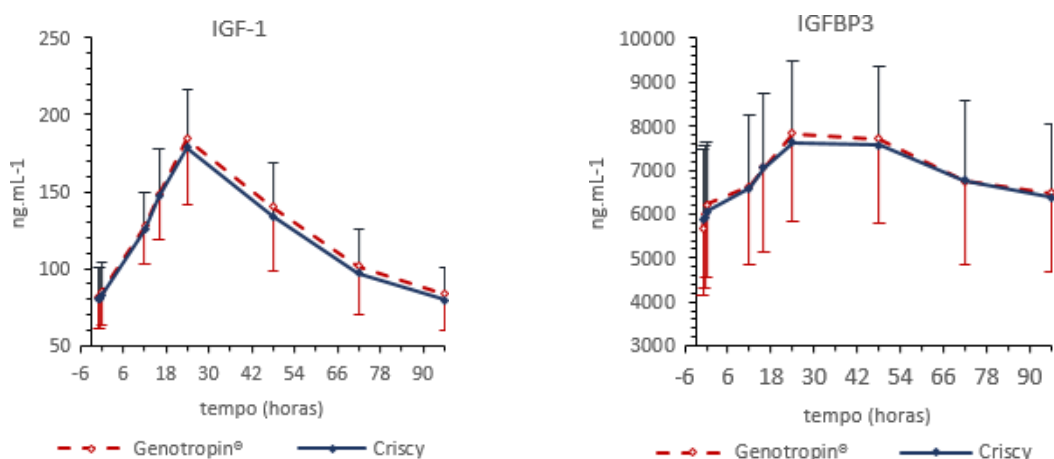 IGF-1
250
200
150
100
50
ng.mL-1
-6 6 18 30 42 54 66 78 90
tempo (horas)
Genotropin® Criscy
IGFBP3
10000
9000
8000
7000
6000
5000
4000
3000
ng.mL-1
-6 6 18 30 42 54 66 78 90
tempo (horas)
Genotropin® Criscy